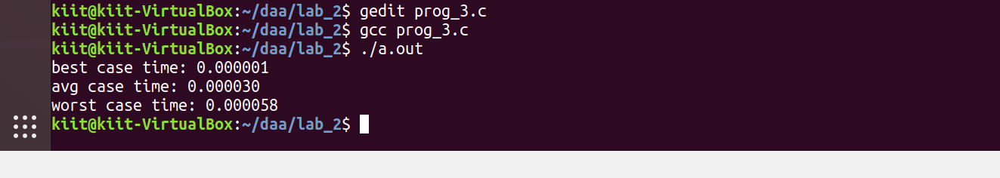 kiit@kiit-VirtualBox:~/daa/lab_2$ gedit prog_3.c
kiit@kiit-VirtualBox:~/daa/lab_2$ gcc prog_3.c
kiit@kiit-VirtualBox:~/daa/lab_2$ ./a.out
best case time: 0.000001
avg case time: 0.000030
worst case time: 0.000058
kiit@kiit-VirtualBox:~/daa/lab_2$